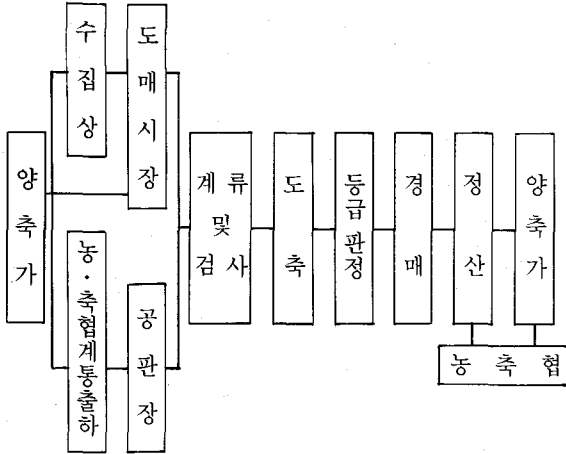 양축가
수집상
도매시장
농·축협계통출하
공판장
계류
및
검사
도축
등급판정
경매
정산
양축가
농축협